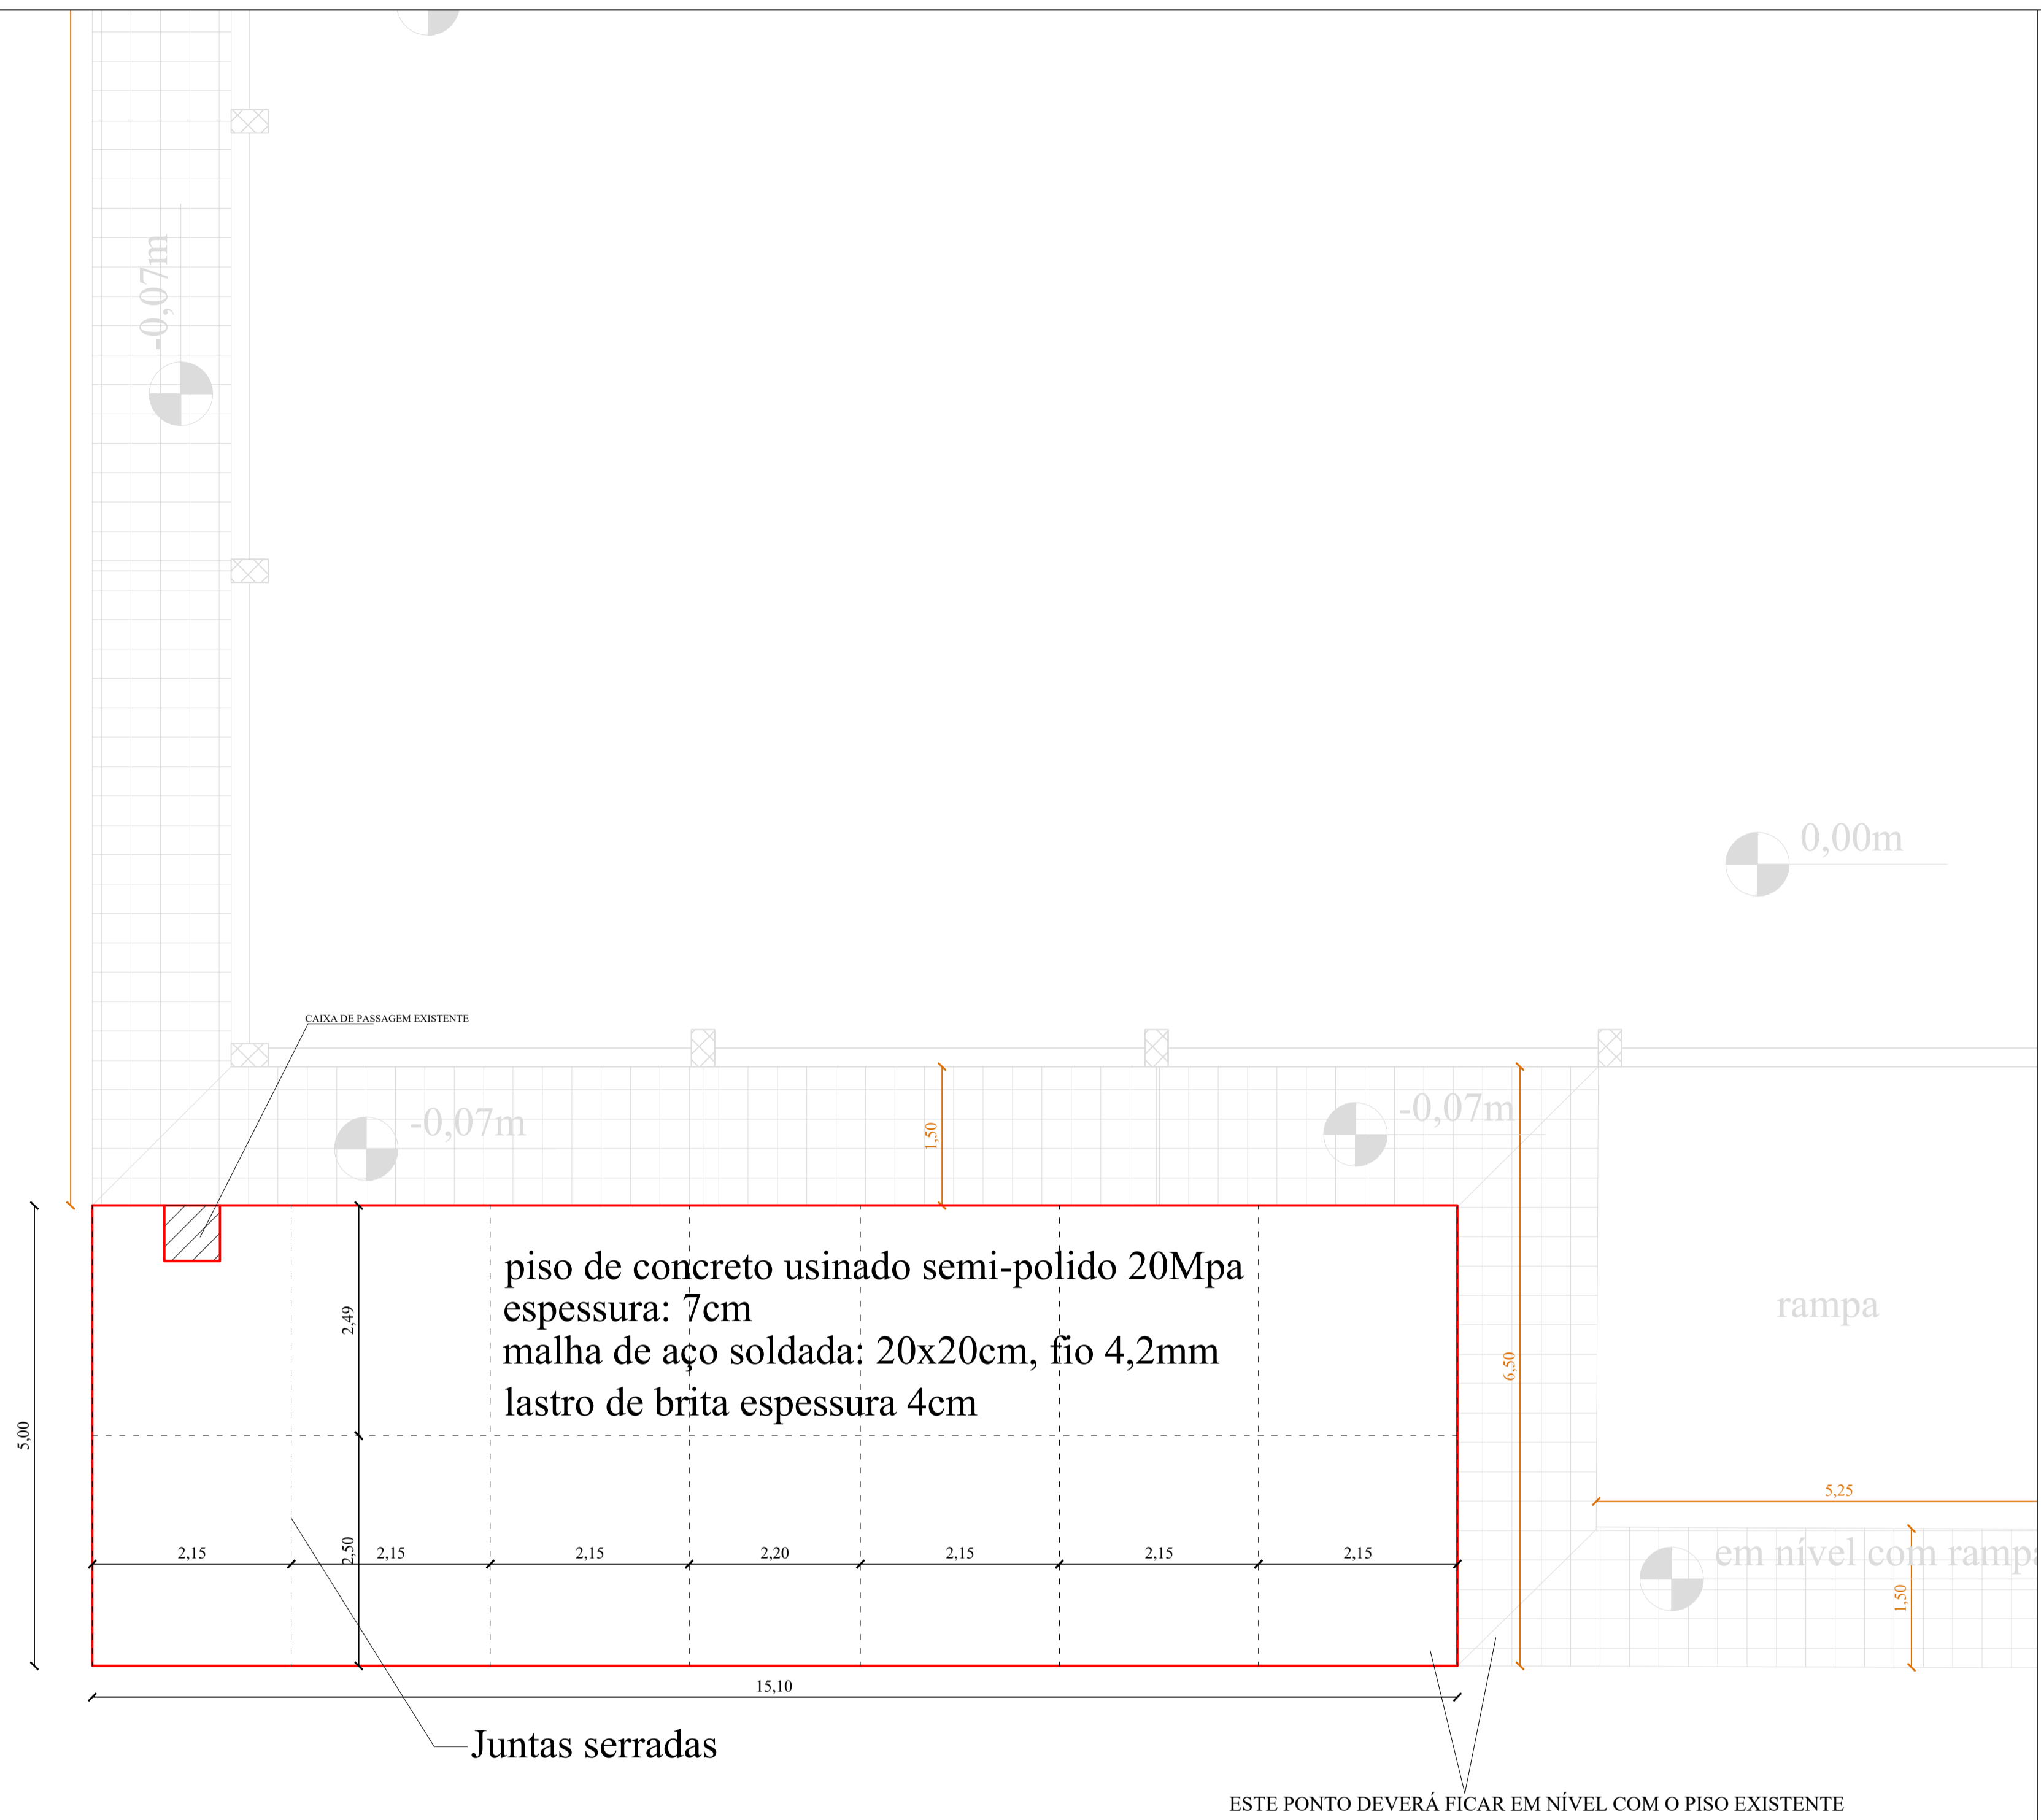 -0,07m
0,00m
CAIXA DE PASSAGEM EXISTENTE
-0,07m
1,50
-0,07m
piso de concreto usinado semi-polido 20Mpa
espessura: 7cm
malha de aço soldada: 20x20cm, fio 4,2mm
lastro de brita espessura 4cm
2,49
5,00
6,50
rampa
5,25
2,15
2,50
2,15
2,15
2,20
2,15
2,15
2,15
em nível com rampa
1,50
15,10
Juntas serradas
ESTE PONTO DEVERÁ FICAR EM NÍVEL COM O PISO EXISTENTE